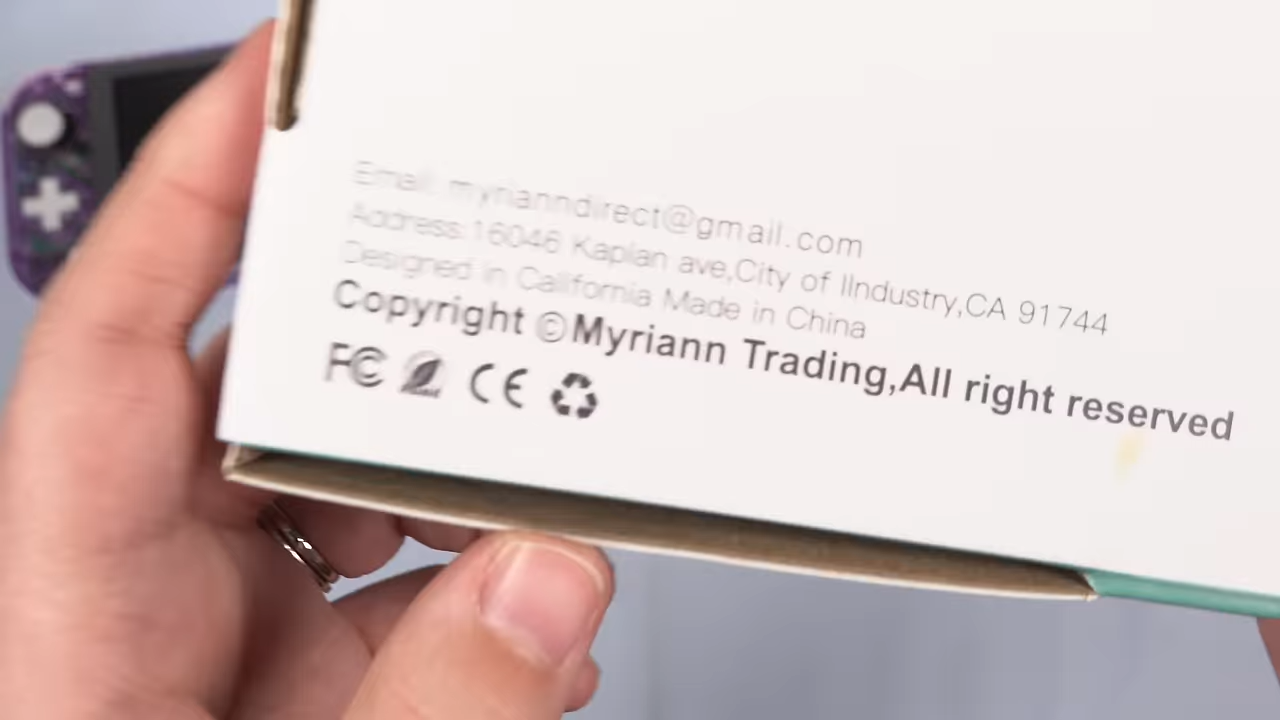 Email: myrianndirect@gmail.com
Address:16046 Kaplan ave,City of IIndustry,CA 91744
Designed in California Made in China
Copyright ©Myriann Trading,All right reserved
FC CE